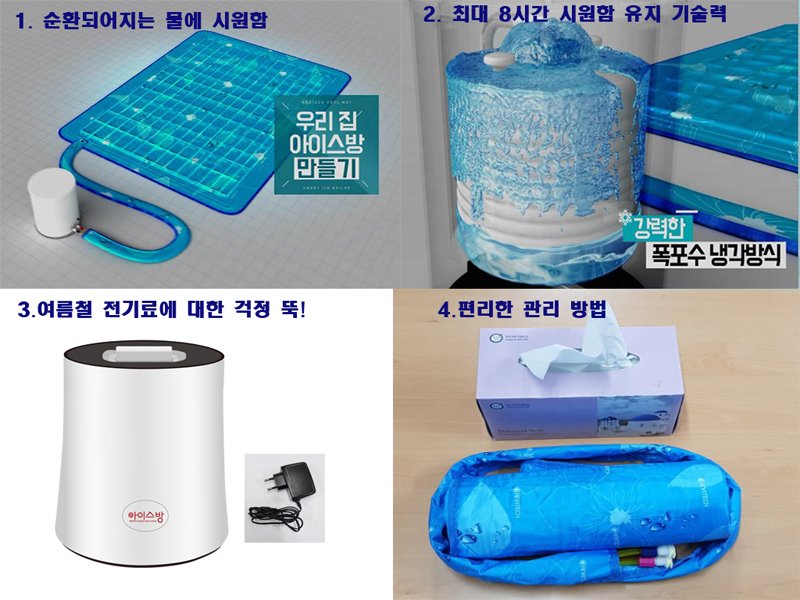 1. 순환되어지는 물에 시원함
2. 최대 8시간 시원함 유지 기술력
우리 집
아이스방
만들기
SMART ICE BOILER
강력한
폭포수 냉각방식
3.여름철 전기료에 대한 걱정 뚝!
4.편리한 관리 방법
아이스방